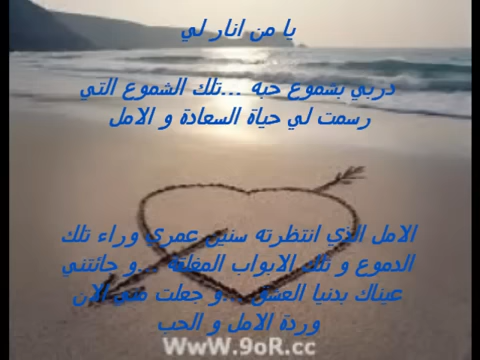 يا من انار لي
دربي بشموع حبه ...تلك الشموع التي
رسمت لي حياة السعادة و الامل
الامل الذي انتظرته سنين عمري وراء تلك
الدموع و تلك الابواب المغلقة ...و جائتني
عيناك بدنيا العشق ...و جعلت مني الان
وردة الامل و الحب
WwW.9oR.cc